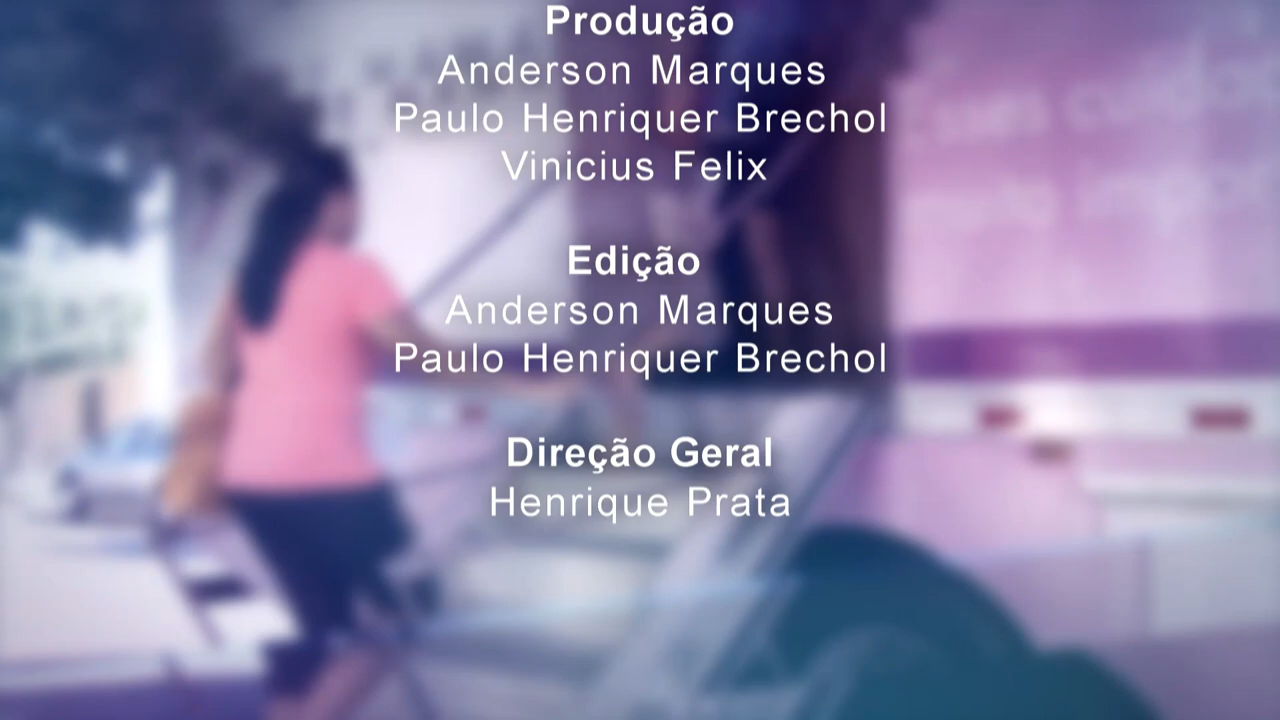 Produção
Anderson Marques
Paulo Henriquer Brechol
Vinicius Felix
Edição
Anderson Marques
Paulo Henriquer Brechol
Direção Geral
Henrique Prata